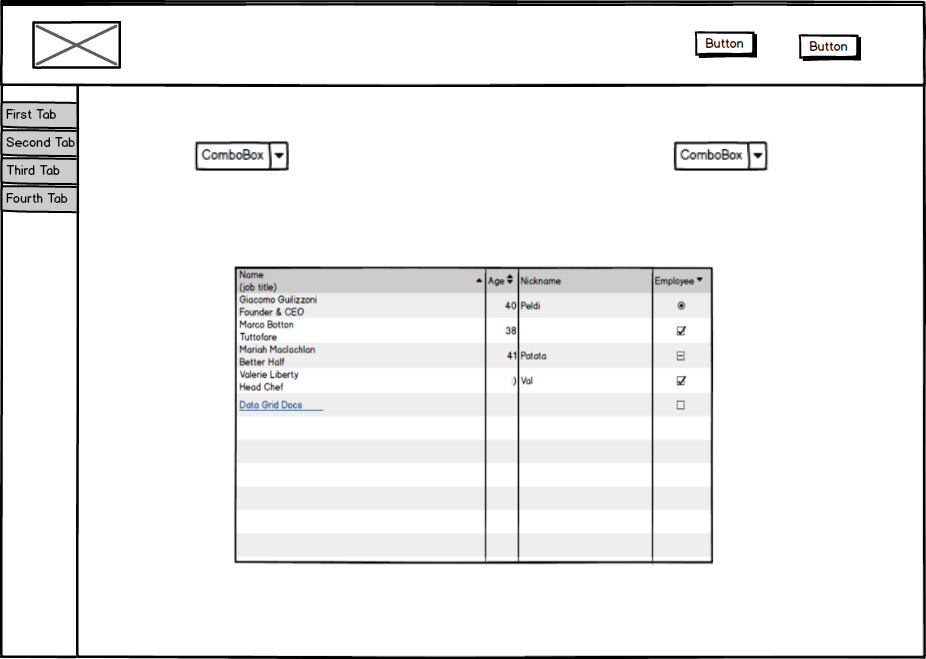 Button
Button
First Tab
Second Tab
Third Tab
Fourth Tab
ComboBox
ComboBox
Name
(job title)
Age
Nickname
Employee
Giacomo Guilizzoni
Founder & CEO
40
Peldi
Marco Botton
Tuttofare
38
Mariah Maclachlan
Better Half
41
Patata
Valerie Liberty
Head Chef
:)
Val
Data Grid Docs